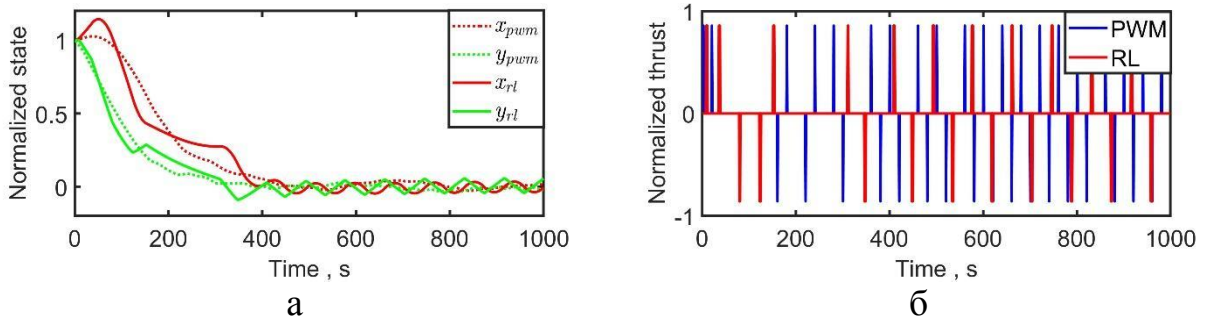 Normalized state
1
0.5
0
0
200
400
600
800
1000
Time , s
x_pwm
y_pwm
x_rl
y_rl
а
Normalized thrust
1
0
-1
0
200
400
600
800
1000
Time , s
PWM
RL
б